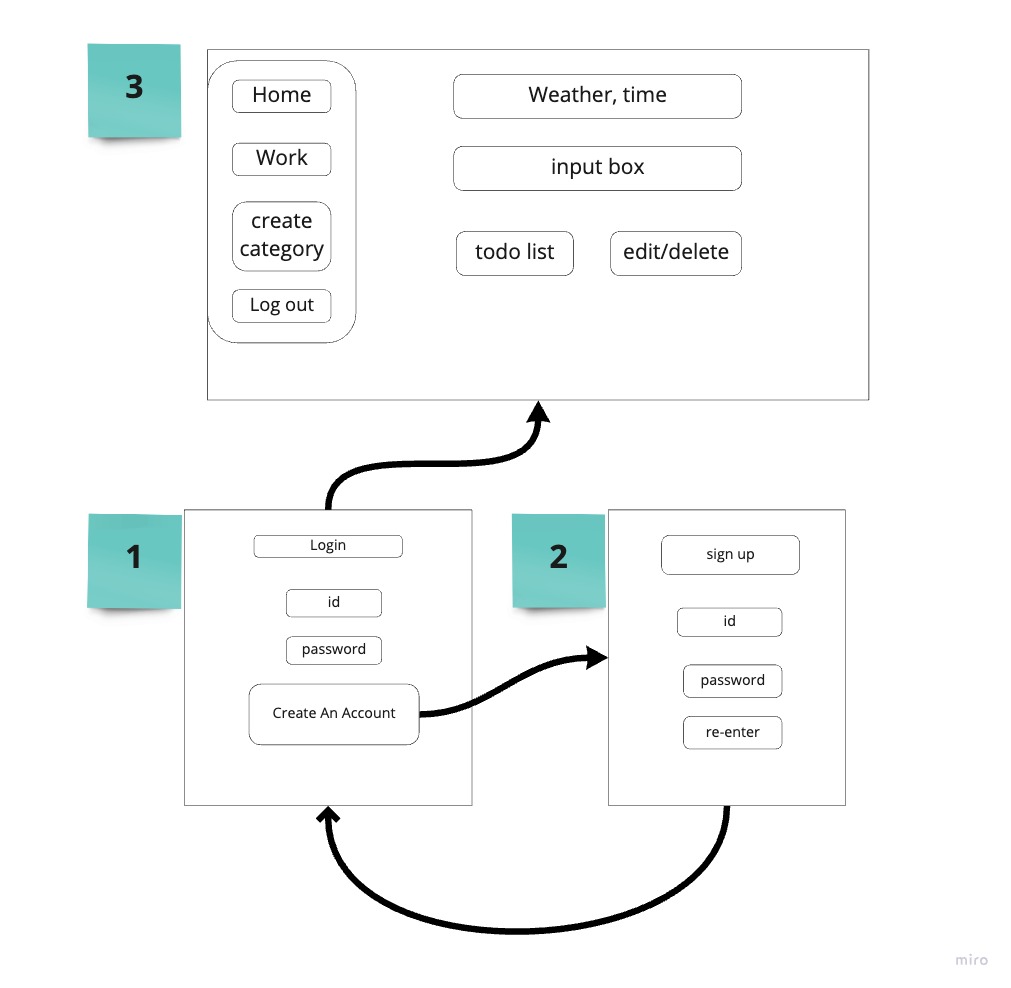 3
Home
Work
create
category
Log out
Weather, time
input box
todo list
edit/delete
1
Login
id
password
Create An Account
2
sign up
id
password
re-enter
miro